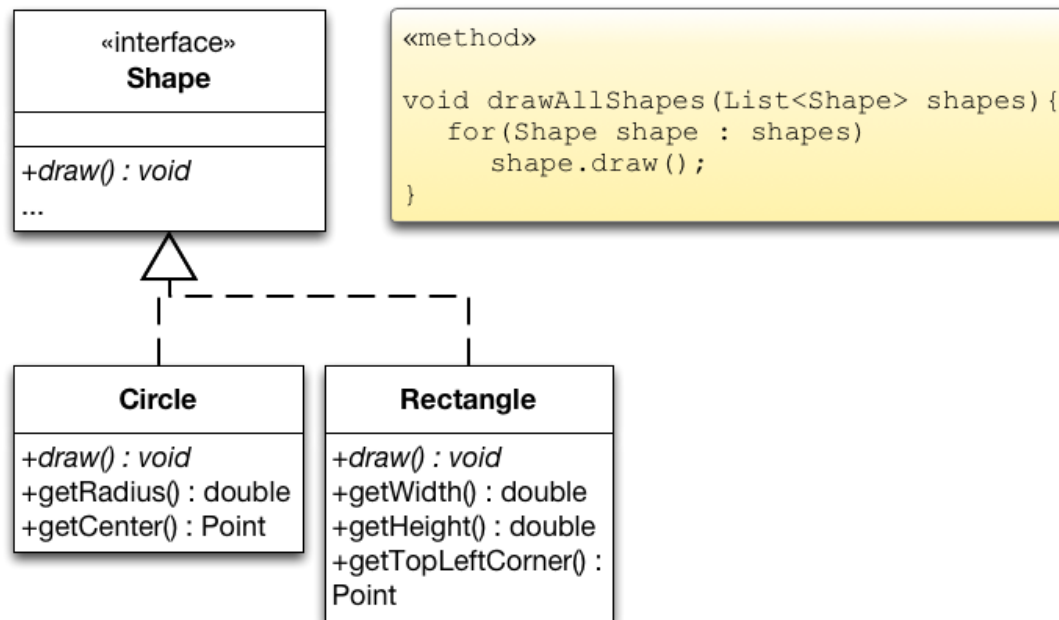 «interface»
Shape
+draw() : void
...
«method»
void drawAllShapes(List<Shape> shapes){
for(Shape shape : shapes)
shape.draw();
}
Circle
+draw() : void
+getRadius() : double
+getCenter() : Point
Rectangle
+draw() : void
+getWidth() : double
+getHeight() : double
+getTopLeftCorner() :
Point